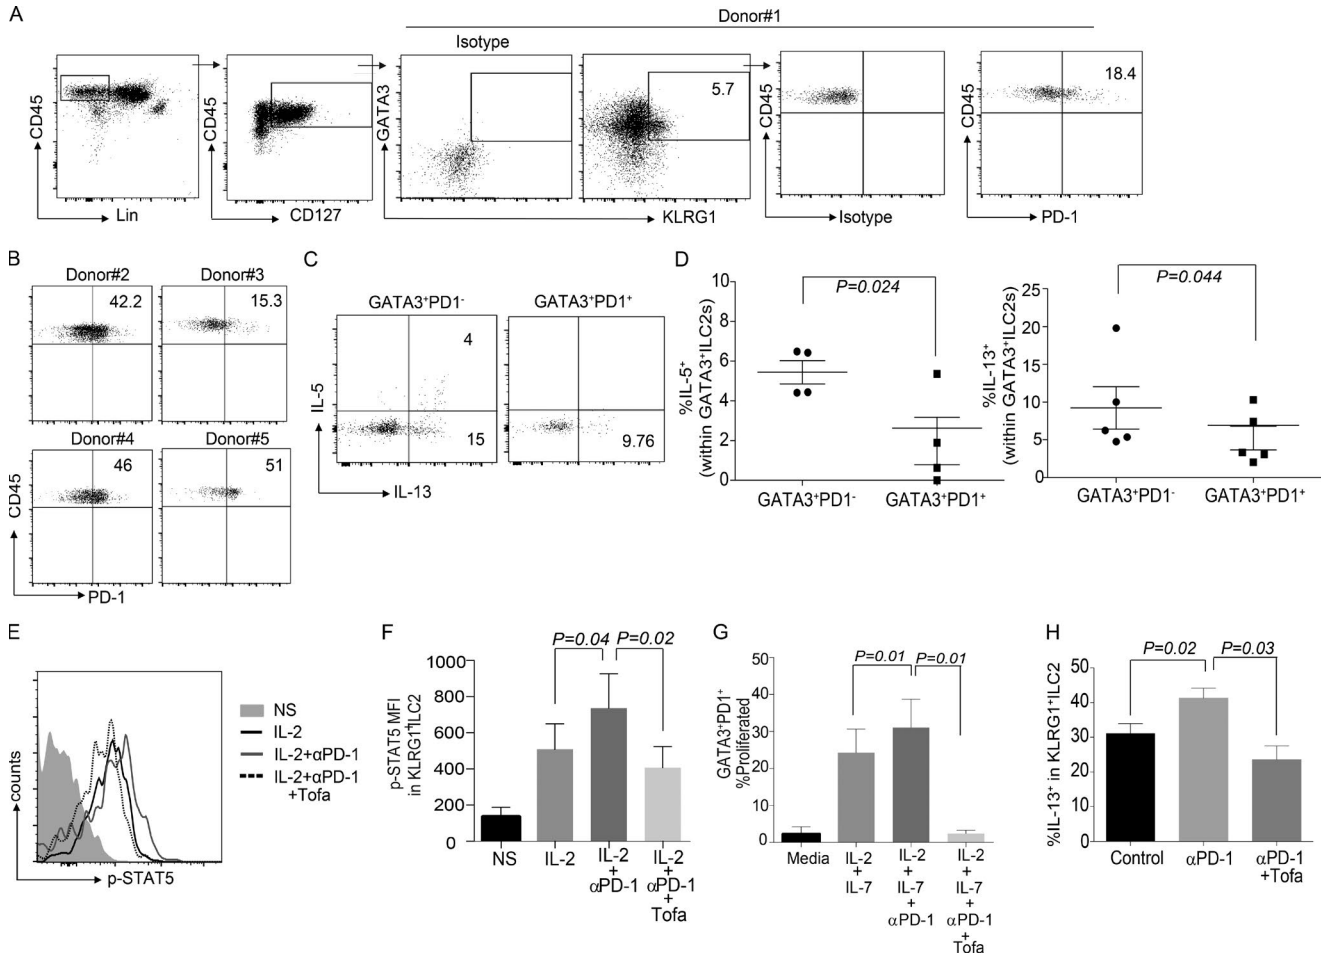 A
Donor#1
Isotype
CD45
Lin
CD45
CD127
GATA3
5.7
KLRG1
CD45
Isotype
CD45
18.4
PD-1
B
Donor#2
Donor#3
42.2
15.3
Donor#4
Donor#5
46
51
CD45
PD-1
C
GATA3⁺PD1⁻
GATA3⁺PD1⁺
4
15
9.76
IL-5
IL-13
D
P=0.024
%IL-5⁺
(within GATA3⁺ILC2s)
10
8
6
4
2
0
GATA3⁺PD1⁻
GATA3⁺PD1⁺
P=0.044
%IL-13⁺
(within GATA3⁺ILC2s)
25
20
15
10
5
0
GATA3⁺PD1⁻
GATA3⁺PD1⁺
E
counts
p-STAT5
NS
IL-2
IL-2+αPD-1
IL-2+αPD-1
+Tofa
F
P=0.04
P=0.02
p-STAT5 MFI
in KLRG1⁺ILC2
1000
800
600
400
200
0
NS
IL-2
IL-2
+
αPD-1
IL-2
+
αPD-1
+
Tofa
G
P=0.01
P=0.01
GATA3⁺PD1⁺
%Proliferated
50
40
30
20
10
0
Media
IL-2
+
IL-7
IL-2
+
IL-7
+
αPD-1
IL-2
+
IL-7
+
αPD-1
+
Tofa
H
P=0.02
P=0.03
%IL-13⁺ in KLRG1⁺ILC2
50
40
30
20
10
0
Control
αPD-1
αPD-1
+Tofa